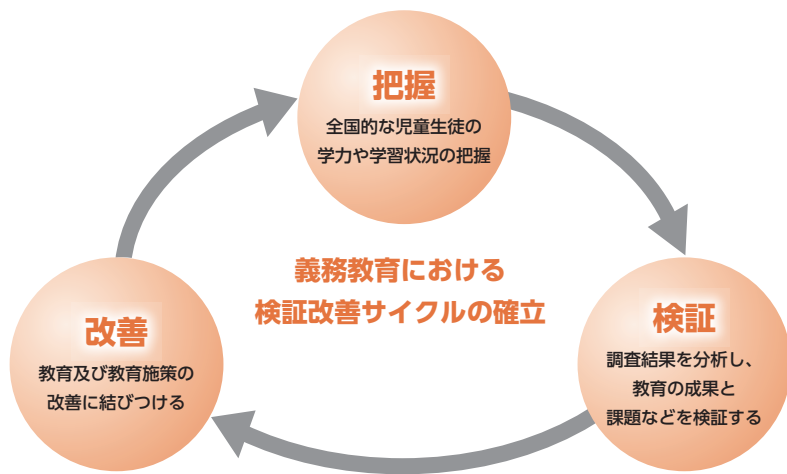 把握
全国的な児童生徒の
学力や学習状況の把握
義務教育における
検証改善サイクルの確立
検証
調査結果を分析し、
教育の成果と
課題などを検証する
改善
教育及び教育施策の
改善に結びつける